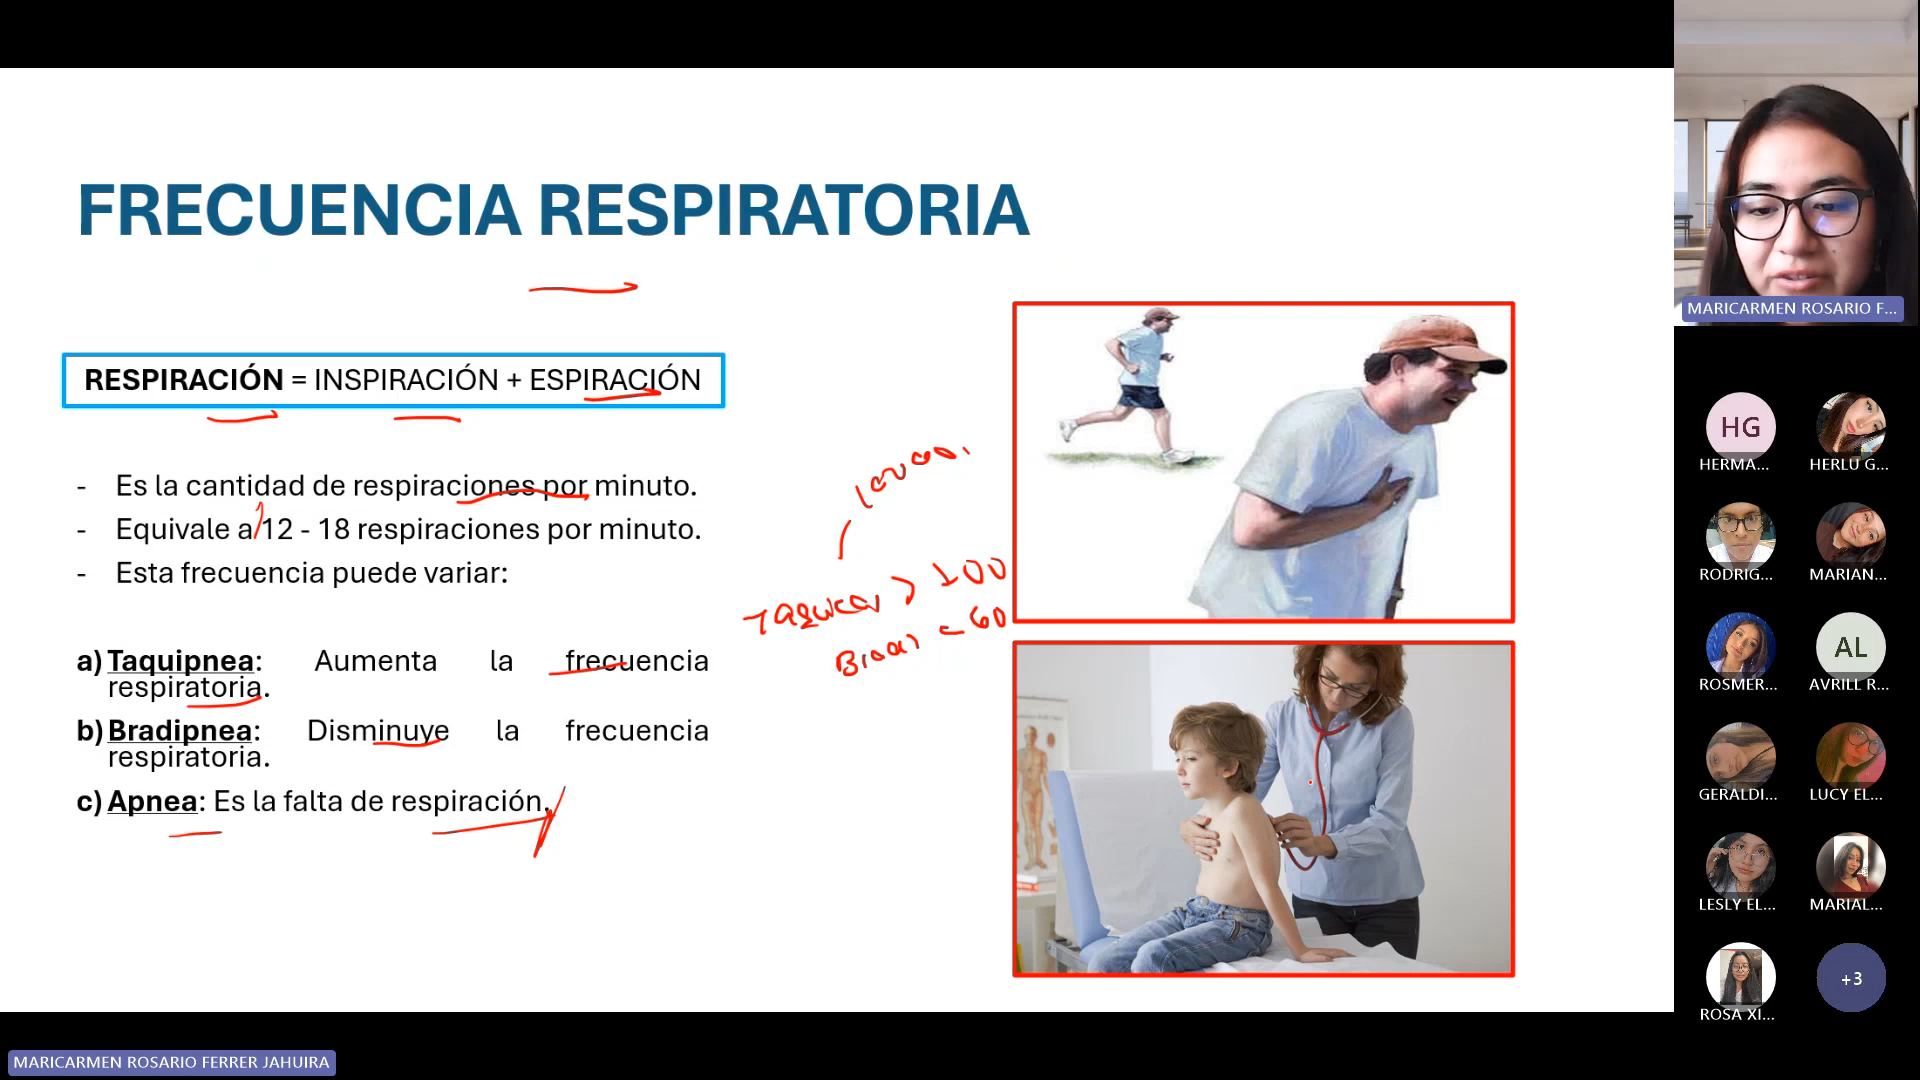 FRECUENCIA RESPIRATORIA
RESPIRACIÓN = INSPIRACIÓN + ESPIRACIÓN
- Es la cantidad de respiraciones por minuto.
- Equivale a 12 - 18 respiraciones por minuto.
- Esta frecuencia puede variar:
a) Taquipnea: Aumenta la frecuencia
respiratoria.
b) Bradipnea: Disminuye la frecuencia
respiratoria.
c) Apnea: Es la falta de respiración.
> 100
60
MARICARMEN ROSARIO F...
HG
HERMA...
HERLU G...
RODRIG...
MARIAN...
ROSMER...
AL
AVRILL R...
GERALDI...
LUCY EL...
LESLY EL...
MARIAL...
ROSA XI...
+3
MARICARMEN ROSARIO FERRER JAHUIRA